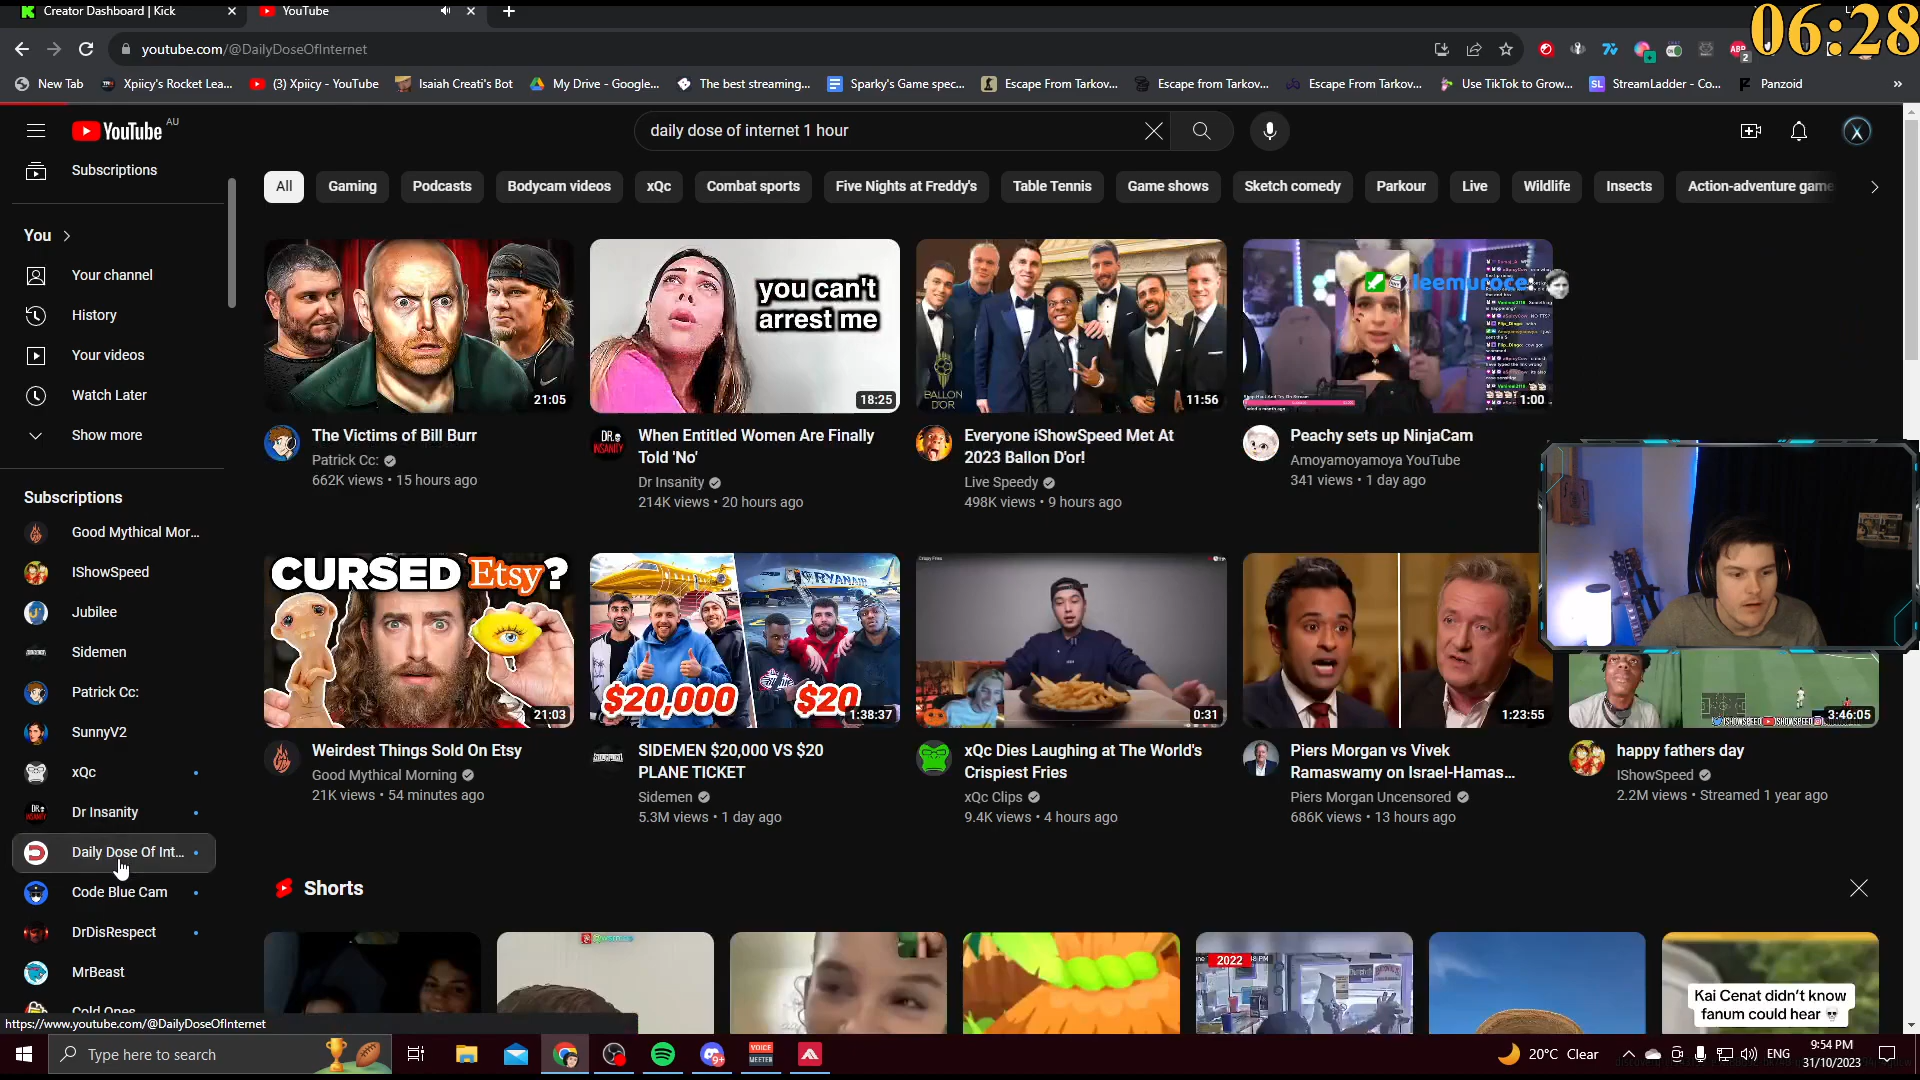 Creator Dashboard | Kick
YouTube
06:28
youtube.com/@DailyDoseOfInternet
New Tab
Xpiicy's Rocket Lea...
(3) Xpiicy - YouTube
Isaiah Creati's Bot
My Drive - Google...
The best streaming...
Sparky's Game spec...
Escape From Tarkov...
Escape from Tarkov...
Escape From Tarkov...
Use TikTok to Grow...
StreamLadder - Co...
Panzoid
YouTube AU
daily dose of internet 1 hour
Subscriptions
All
Gaming
Podcasts
Bodycam videos
xQc
Combat sports
Five Nights at Freddy's
Table Tennis
Game shows
Sketch comedy
Parkour
Live
Wildlife
Insects
Action-adventure game
You
Your channel
History
Your videos
Watch Later
Show more
Subscriptions
Good Mythical Mor...
IShowSpeed
Jubilee
Sidemen
Patrick Cc:
SunnyV2
xQc
Dr Insanity
Daily Dose Of Int...
Code Blue Cam
DrDisRespect
MrBeast
Cold Ones
21:05
The Victims of Bill Burr
Patrick Cc:
662K views • 15 hours ago
you can't
arrest me
18:25
When Entitled Women Are Finally
Told 'No'
Dr Insanity
214K views • 20 hours ago
BALLON
D'OR
11:56
Everyone iShowSpeed Met At
2023 Ballon D'or!
Live Speedy
498K views • 9 hours ago
1:00
Peachy sets up NinjaCam
Amoyamoyamoya YouTube
341 views • 1 day ago
CURSED Etsy?
21:03
Weirdest Things Sold On Etsy
Good Mythical Morning
21K views • 54 minutes ago
RYANAIR
$20,000
$20
1:38:37
SIDEMEN $20,000 VS $20
PLANE TICKET
Sidemen
5.3M views • 1 day ago
Crispy Fries
0:31
xQc Dies Laughing at The World's
Crispiest Fries
xQc Clips
9.4K views • 4 hours ago
1:23:55
Piers Morgan vs Vivek
Ramaswamy on Israel-Hamas...
Piers Morgan Uncensored
686K views • 13 hours ago
3:46:05
happy fathers day
IShowSpeed
2.2M views • Streamed 1 year ago
Shorts
2022
Kai Cenat didn't know
fanum could hear
https://www.youtube.com/@DailyDoseOfInternet
Type here to search
VOICE
MEETER
20°C Clear
ENG
9:54 PM
31/10/2023